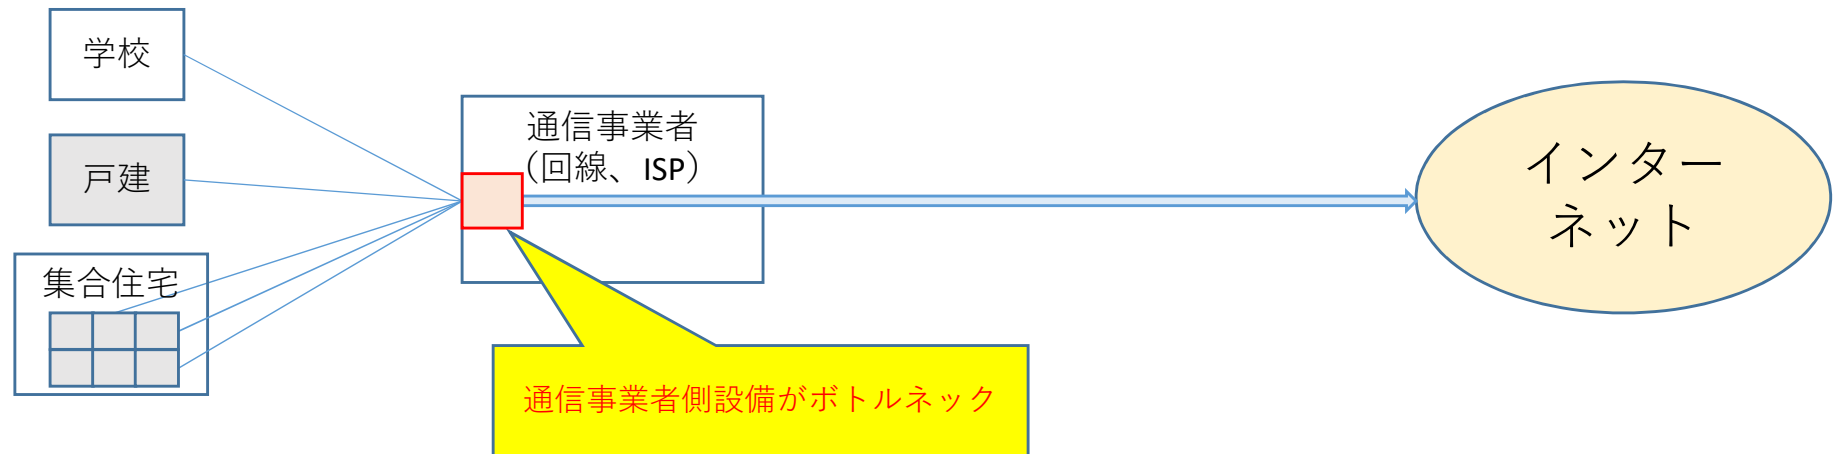 学校
戸建
集合住宅
通信事業者
（回線、ISP）
通信事業者側設備がボトルネック
インター
ネット